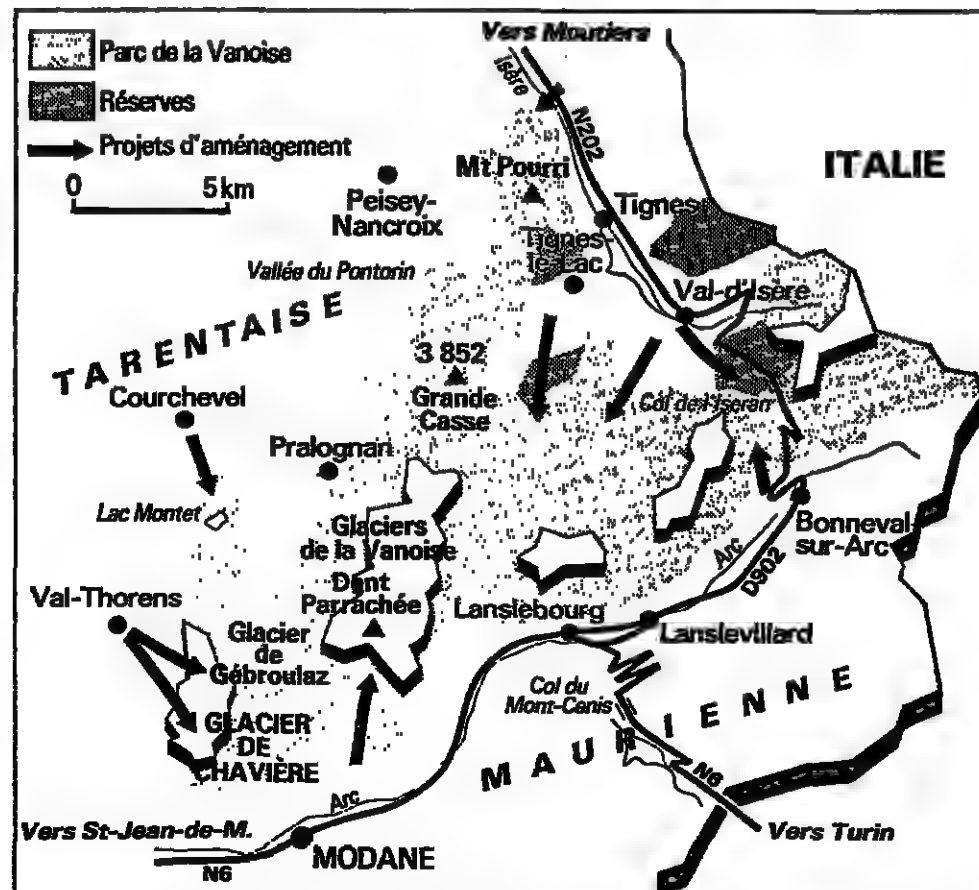 Vers Moutiers
Parc de la Vanoise
Isère
Réserves
N202
Projets d'aménagement
ITALIE
0 5 km
Mt Pourri
Peisey-
Nancroix
Tignes
Tignes-
le-Lac
Vallée du Pontorin
Val-d'Isère
TARENTAISE
3 852
Grande
Casse
Col de l'Iseran
Courchevel
Pralognan
Lac Montet
Glaciers
de la Vanoise
Bonneval-
sur-Arc
Arc
D902
Dent
Parrachée
Val-Thorens
Lanslebourg
Lanslevillard
Glacier
de
Gébroulaz
Col du
Mont-Cenis
MAURIENNE
GLACIER
DE
CHAVIÈRE
N6
Arc
Vers St-Jean-de-M.
Vers Turin
MODANE
N6